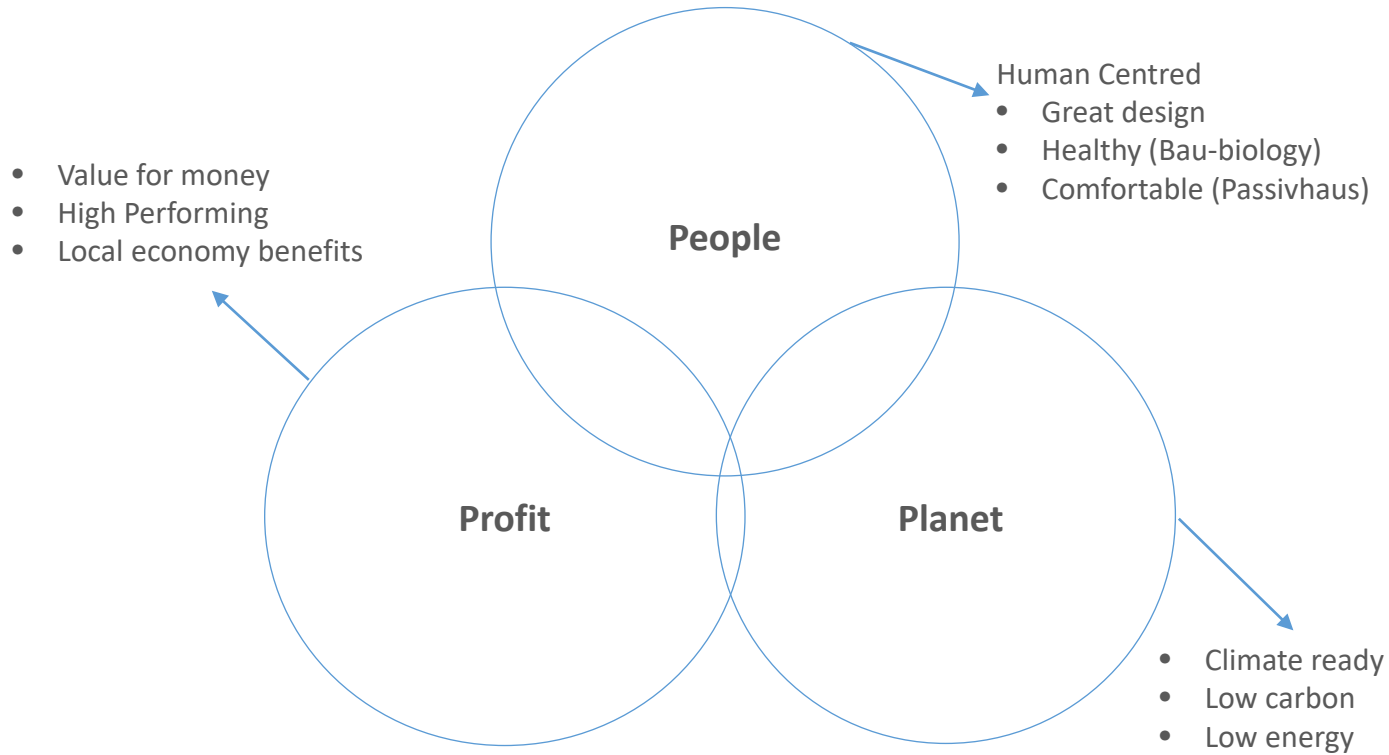 Human Centred
• Great design
• Healthy (Bau-biology)
• Comfortable (Passivhaus)
• Value for money
• High Performing
• Local economy benefits
People
Profit
Planet
• Climate ready
• Low carbon
• Low energy